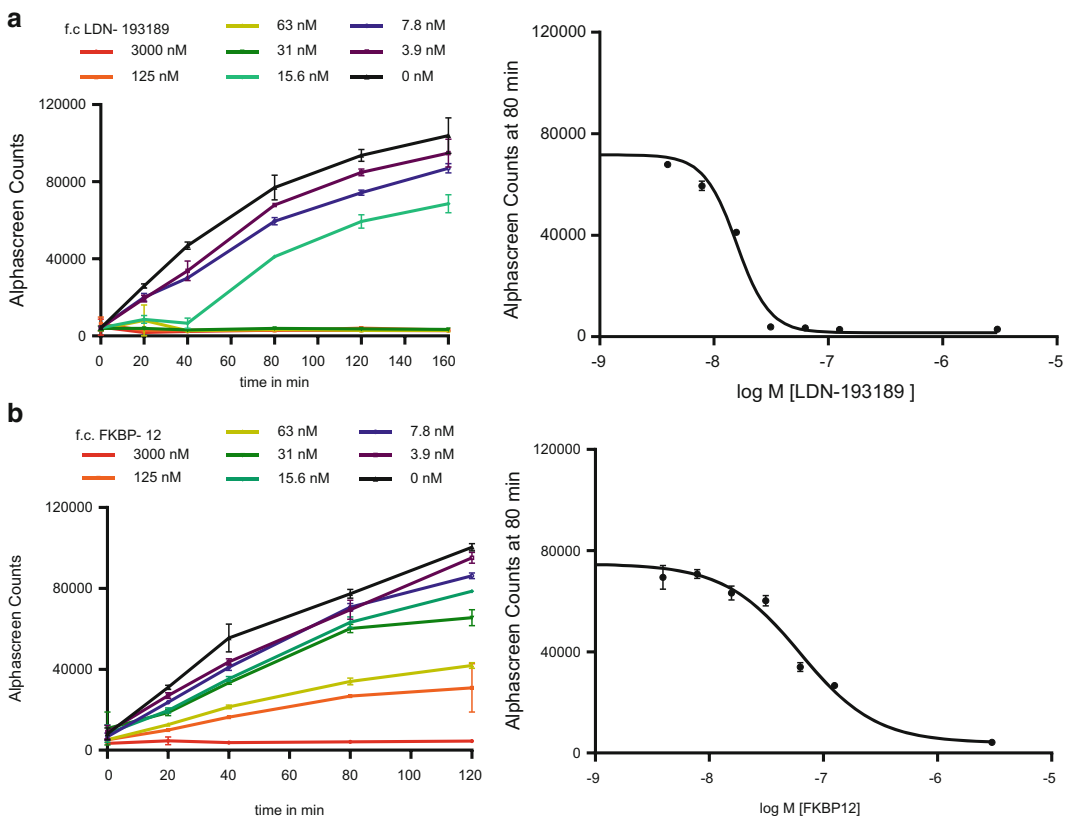 a
f.c LDN- 193189
3000 nM
125 nM
63 nM
31 nM
15.6 nM
7.8 nM
3.9 nM
0 nM
Alphascreen Counts
120000
80000
40000
0
0 20 40 60 80 100 120 140 160
time in min
Alphascreen Counts at 80 min
120000
80000
40000
0
-9 -8 -7 -6 -5
log M [LDN-193189 ]
b
f.c. FKBP- 12
3000 nM
125 nM
63 nM
31 nM
15.6 nM
7.8 nM
3.9 nM
0 nM
Alphascreen Counts
120000
80000
40000
0
0 20 40 60 80 100 120
time in min
Alphascreen Counts at 80 min
120000
80000
40000
0
-9 -8 -7 -6 -5
log M [FKBP12]